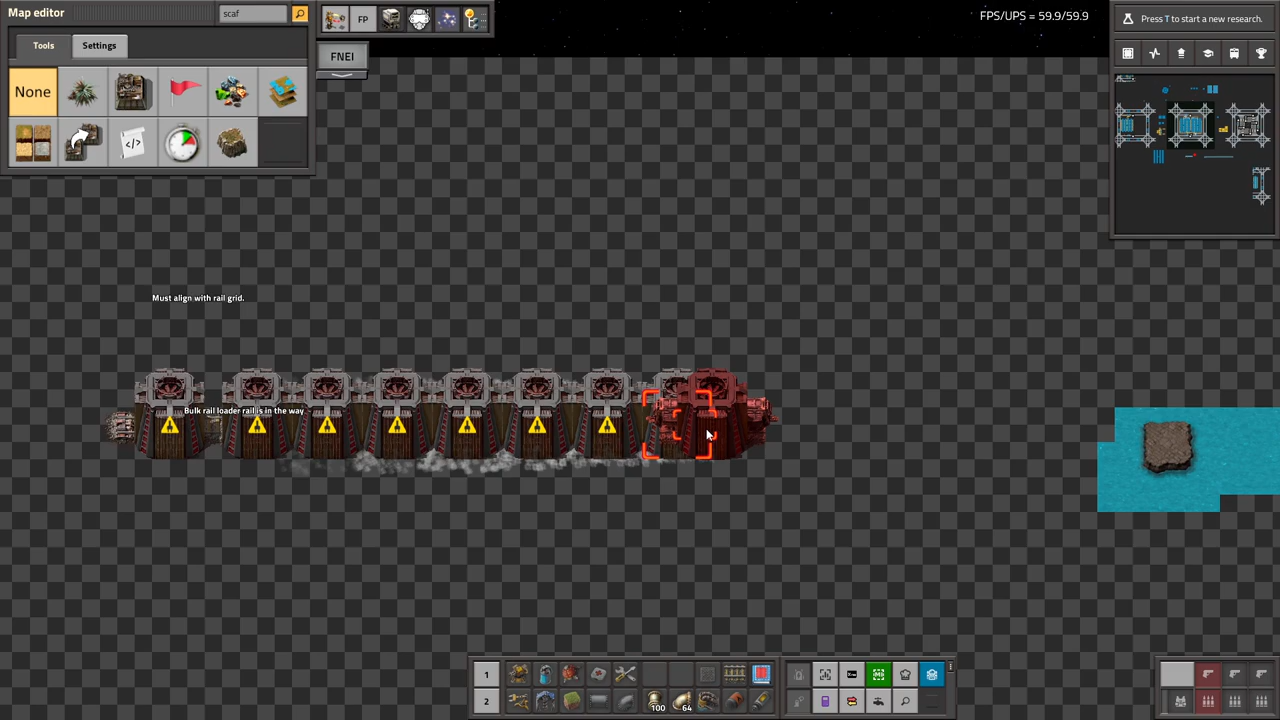 Map editor
scaf
FP
FPS/UPS = 59.9/59.9
Press T to start a new research.
Tools
Settings
FNEI
None
</>
Must align with rail grid.
Bulk rail loader rail is in the way
1
2
100
64